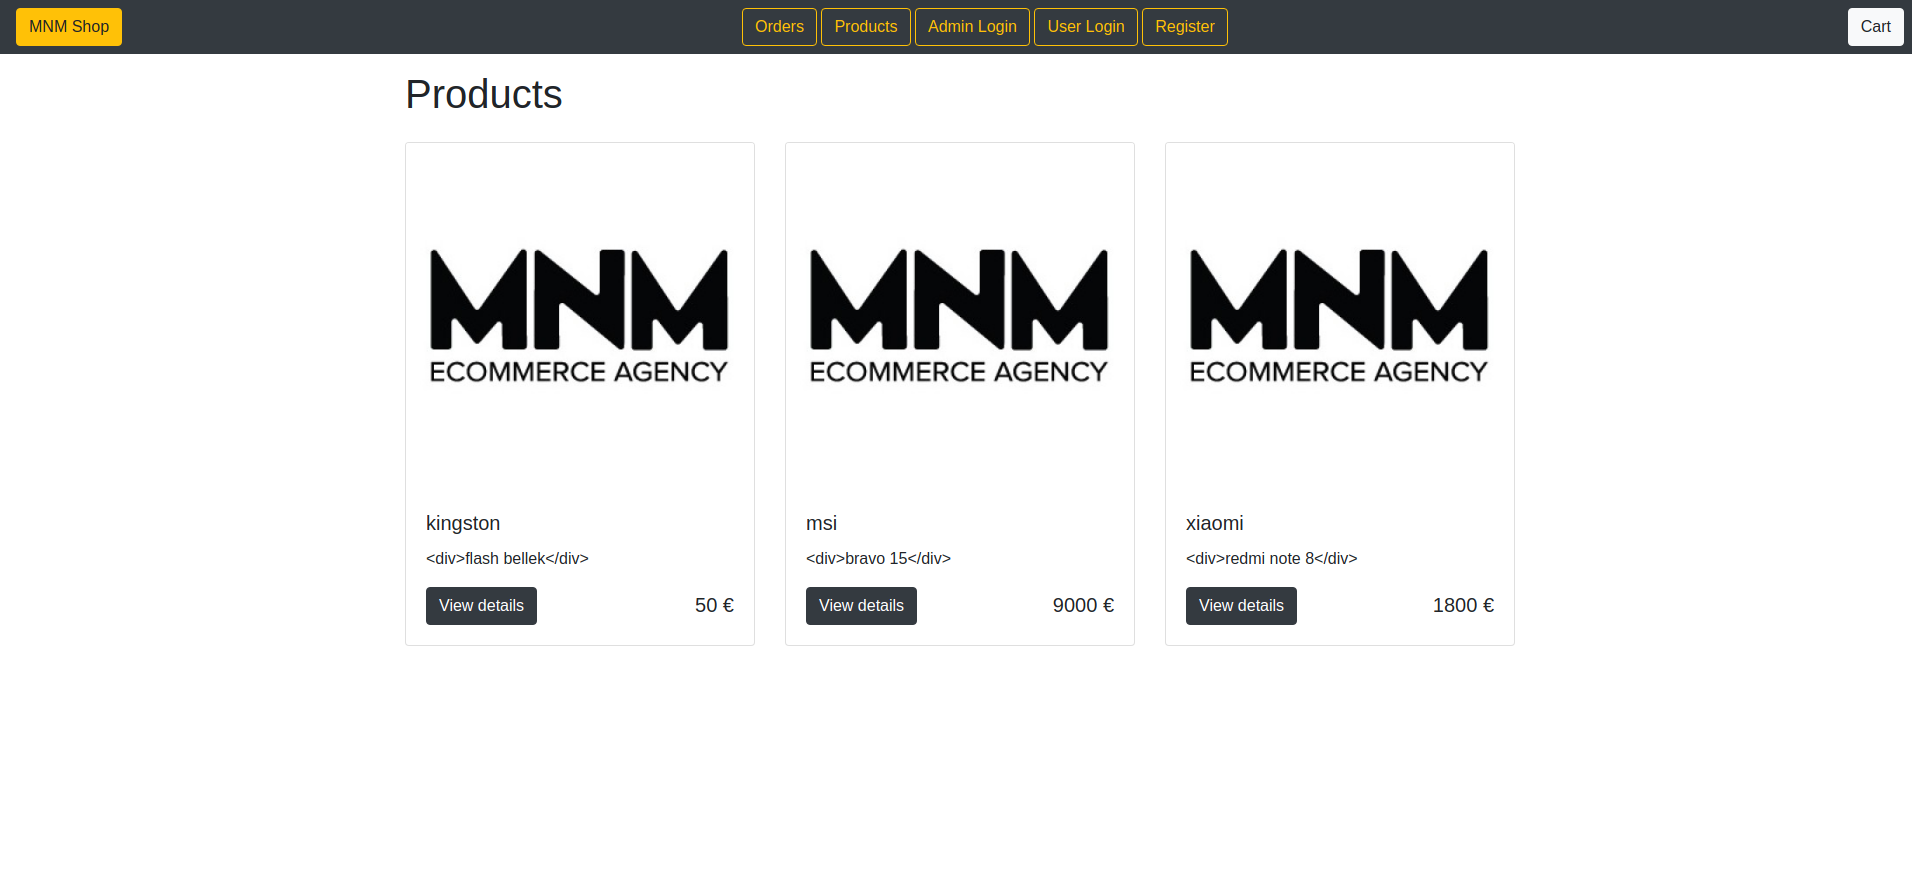 MNM Shop Orders Products Admin Login User Login Register Cart
Products
MNM
ECOMMERCE AGENCY
kingston
<div>flash bellek</div>
View details 50 €
MNM
ECOMMERCE AGENCY
msi
<div>bravo 15</div>
View details 9000 €
MNM
ECOMMERCE AGENCY
xiaomi
<div>redmi note 8</div>
View details 1800 €